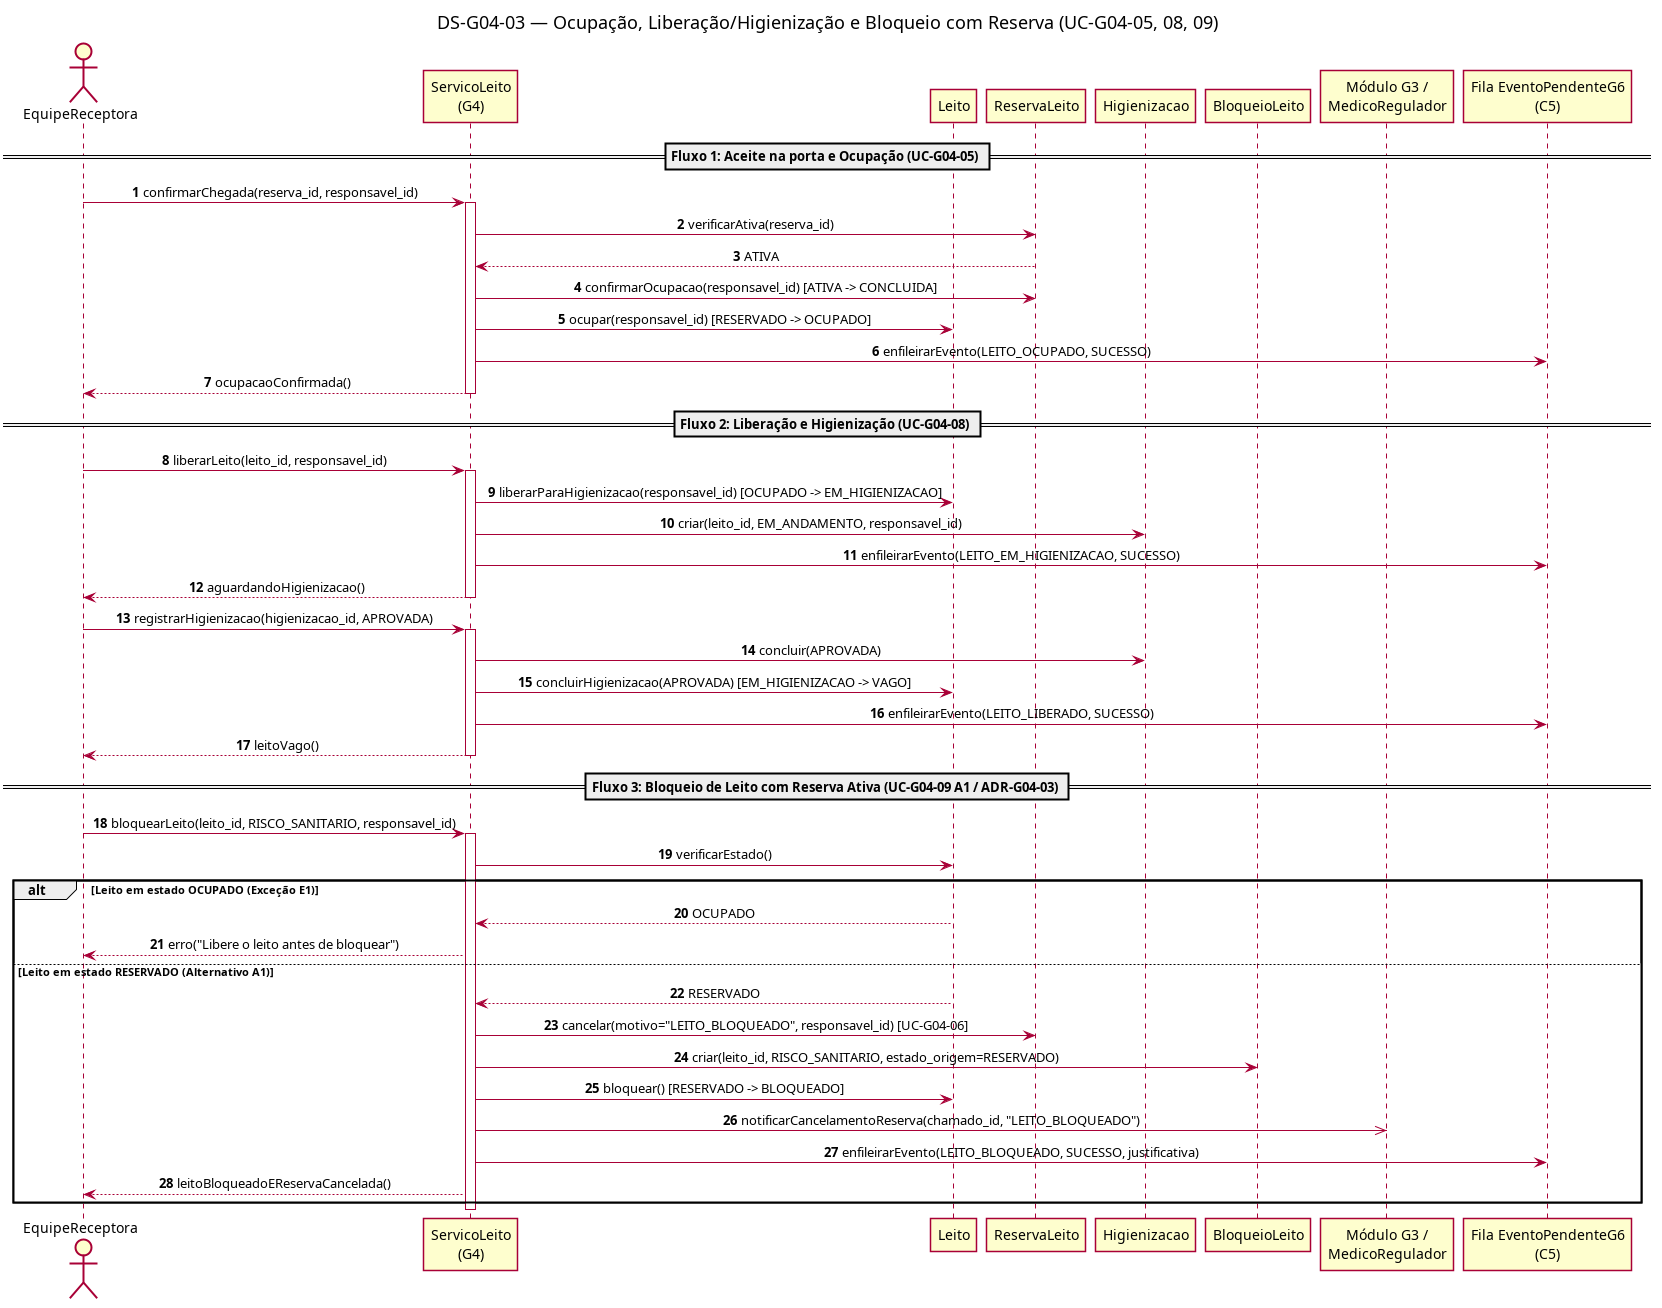 DS-G04-03 — Ocupação, Liberação/Higienização e Bloqueio com Reserva (UC-G04-05, 08, 09)
EquipeReceptora
ServicoLeito
(G4)
Leito
ReservaLeito
Higienizacao
BloqueioLeito
Módulo G3 /
MedicoRegulador
Fila EventoPendenteG6
(C5)
Fluxo 1: Aceite na porta e Ocupação (UC-G04-05)
1 confirmarChegada(reserva_id, responsavel_id)
2 verificarAtiva(reserva_id)
3 ATIVA
4 confirmarOcupacao(responsavel_id) [ATIVA -> CONCLUIDA]
5 ocupar(responsavel_id) [RESERVADO -> OCUPADO]
6 enfileirarEvento(LEITO_OCUPADO, SUCESSO)
7 ocupacaoConfirmada()
Fluxo 2: Liberação e Higienização (UC-G04-08)
8 liberarLeito(leito_id, responsavel_id)
9 liberarParaHigienizacao(responsavel_id) [OCUPADO -> EM_HIGIENIZACAO]
10 criar(leito_id, EM_ANDAMENTO, responsavel_id)
11 enfileirarEvento(LEITO_EM_HIGIENIZACAO, SUCESSO)
12 aguardandoHigienizacao()
13 registrarHigienizacao(higienizacao_id, APROVADA)
14 concluir(APROVADA)
15 concluirHigienizacao(APROVADA) [EM_HIGIENIZACAO -> VAGO]
16 enfileirarEvento(LEITO_LIBERADO, SUCESSO)
17 leitoVago()
Fluxo 3: Bloqueio de Leito com Reserva Ativa (UC-G04-09 A1 / ADR-G04-03)
18 bloquearLeito(leito_id, RISCO_SANITARIO, responsavel_id)
19 verificarEstado()
alt [Leito em estado OCUPADO (Exceção E1)]
20 OCUPADO
21 erro("Libere o leito antes de bloquear")
[Leito em estado RESERVADO (Alternativo A1)]
22 RESERVADO
23 cancelar(motivo="LEITO_BLOQUEADO", responsavel_id) [UC-G04-06]
24 criar(leito_id, RISCO_SANITARIO, estado_origem=RESERVADO)
25 bloquear() [RESERVADO -> BLOQUEADO]
26 notificarCancelamentoReserva(chamado_id, "LEITO_BLOQUEADO")
27 enfileirarEvento(LEITO_BLOQUEADO, SUCESSO, justificativa)
28 leitoBloqueadoEReservaCancelada()
EquipeReceptora
ServicoLeito
(G4)
Leito
ReservaLeito
Higienizacao
BloqueioLeito
Módulo G3 /
MedicoRegulador
Fila EventoPendenteG6
(C5)